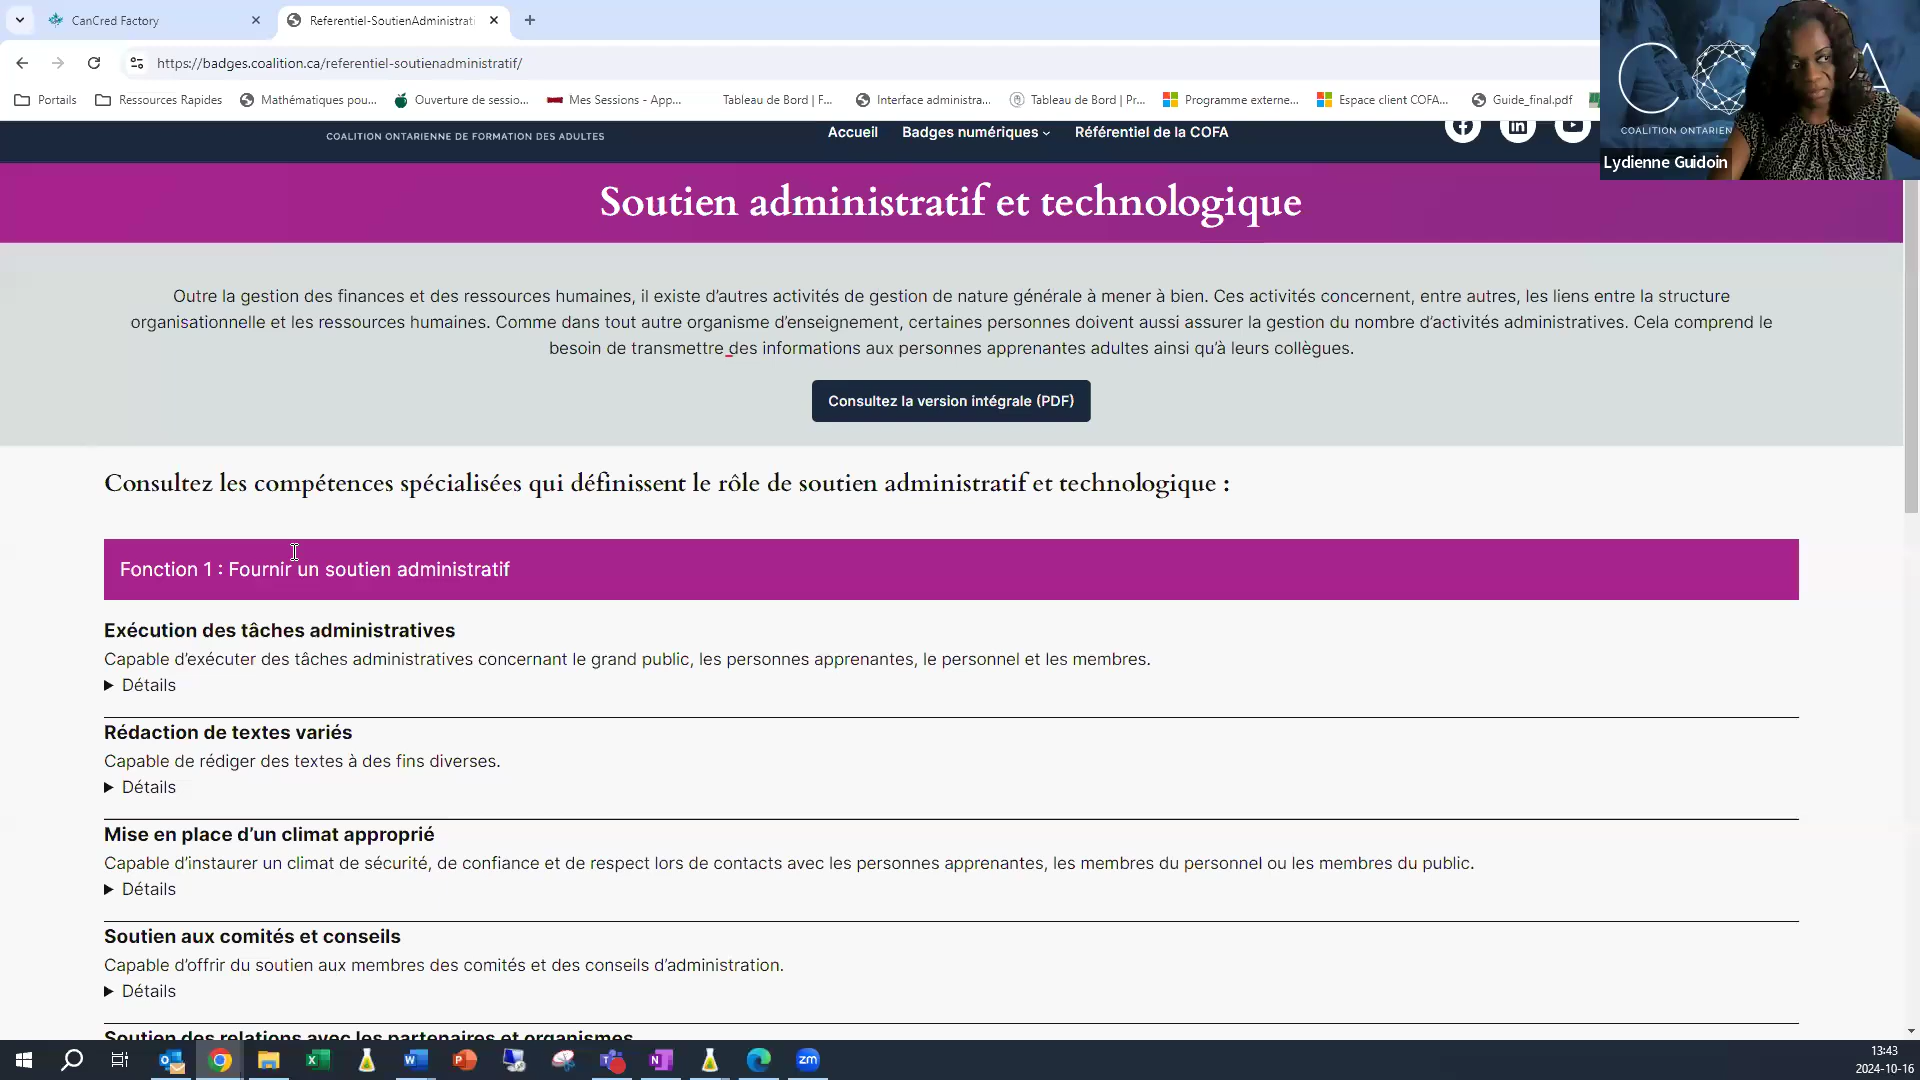 CanCred Factory
Referentiel-SoutienAdministrati
https://badges.coalition.ca/referentiel-soutienadministratif/
Portails
Ressources Rapides
Mathématiques pou...
Ouverture de sessio...
Mes Sessions - App...
Tableau de Bord | F...
Interface administra...
Tableau de Bord | Pr...
Programme externe...
Espace client COFA...
Guide_final.pdf
COALITION ONTARIENNE DE FORMATION DES ADULTES
Accueil
Badges numériques
Référentiel de la COFA
COALITION ONTARIEN
Lydienne Guidoin
Soutien administratif et technologique
Outre la gestion des finances et des ressources humaines, il existe d’autres activités de gestion de nature générale à mener à bien. Ces activités concernent, entre autres, les liens entre la structure
organisationnelle et les ressources humaines. Comme dans tout autre organisme d’enseignement, certaines personnes doivent aussi assurer la gestion du nombre d’activités administratives. Cela comprend le
besoin de transmettre des informations aux personnes apprenantes adultes ainsi qu’à leurs collègues.
Consultez la version intégrale (PDF)
Consultez les compétences spécialisées qui définissent le rôle de soutien administratif et technologique :
Fonction 1 : Fournir un soutien administratif
Exécution des tâches administratives
Capable d’exécuter des tâches administratives concernant le grand public, les personnes apprenantes, le personnel et les membres.
Détails
Rédaction de textes variés
Capable de rédiger des textes à des fins diverses.
Détails
Mise en place d’un climat approprié
Capable d’instaurer un climat de sécurité, de confiance et de respect lors de contacts avec les personnes apprenantes, les membres du personnel ou les membres du public.
Détails
Soutien aux comités et conseils
Capable d’offrir du soutien aux membres des comités et des conseils d’administration.
Détails
Soutien des relations avec les partenaires et organismes
zm
13:43
2024-10-16